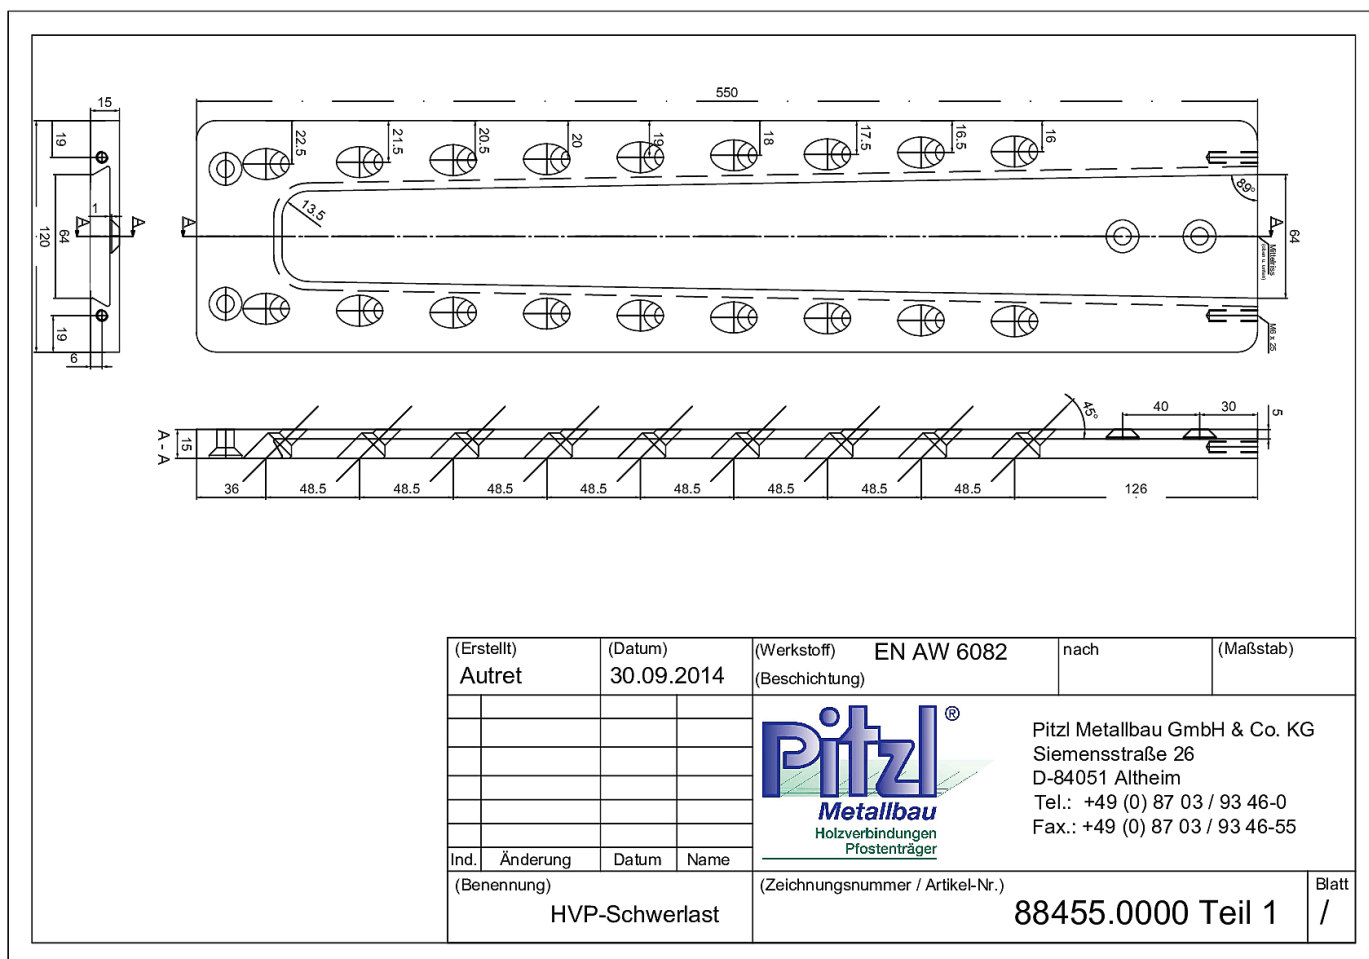 550
15
19
1
A
A
64
120
19
6
22.5
21.5
20.5
20
19
18
17.5
16.5
16
13.5
89°
A
A
64
Mittelriss
(oben u. unten)
M6 x 25
A - A
15
45°
40
30
5
36
48.5
48.5
48.5
48.5
48.5
48.5
48.5
48.5
126
(Erstellt)
Autret
(Datum)
30.09.2014
(Werkstoff) EN AW 6082
(Beschichtung)
nach
(Maßstab)
Pitzl ®
Metallbau
Holzverbindungen
Pfostenträger
Pitzl Metallbau GmbH & Co. KG
Siemensstraße 26
D-84051 Altheim
Tel.: +49 (0) 87 03 / 93 46-0
Fax.: +49 (0) 87 03 / 93 46-55
Ind. Änderung Datum Name
(Benennung)
HVP-Schwerlast
(Zeichnungsnummer / Artikel-Nr.)
88455.0000 Teil 1
Blatt
/